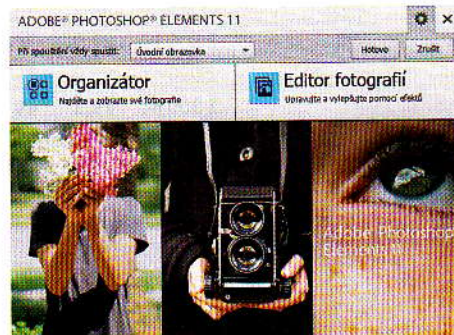 ADOBE® PHOTOSHOP® ELEMENTS 11
Při spouštění vždy spustit: Úvodní obrazovka Hotovo Zrušit
Organizátor
Najděte a zobrazte své fotografie
Editor fotografií
Upravujte a vylepšujte pomocí efektů
Adobe Photoshop
Elements 11